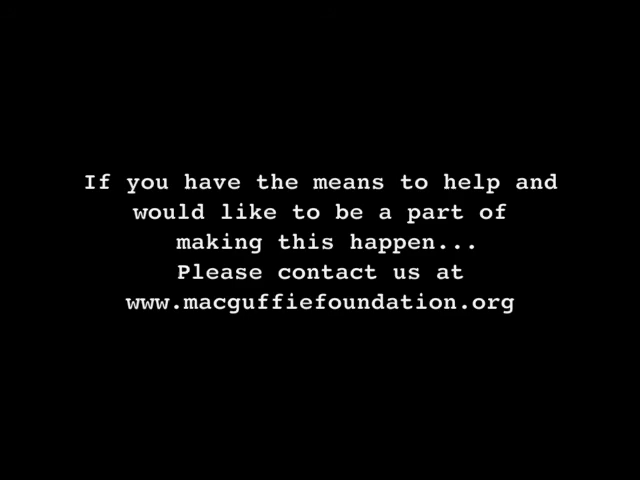 If you have the means to help and
would like to be a part of
making this happen...
Please contact us at
www.macguffiefoundation.org